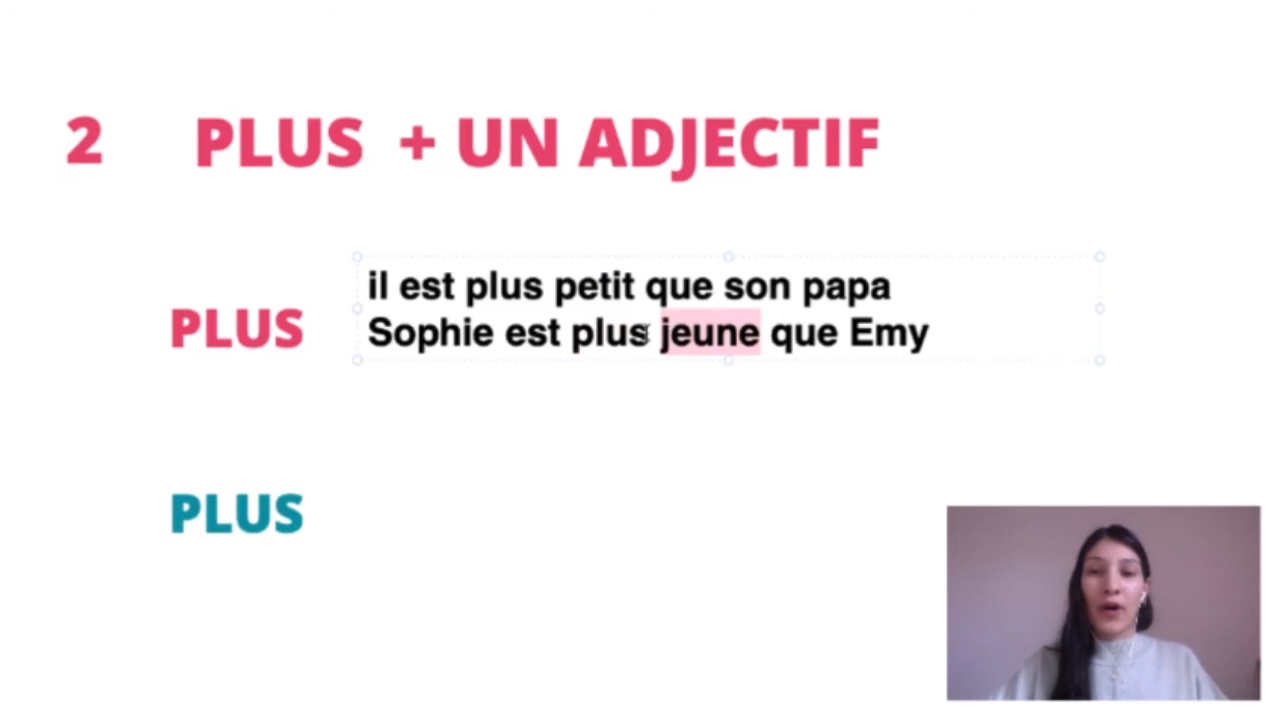 2 PLUS + UN ADJECTIF
il est plus petit que son papa
PLUS
Sophie est plus jeune que Emy
PLUS